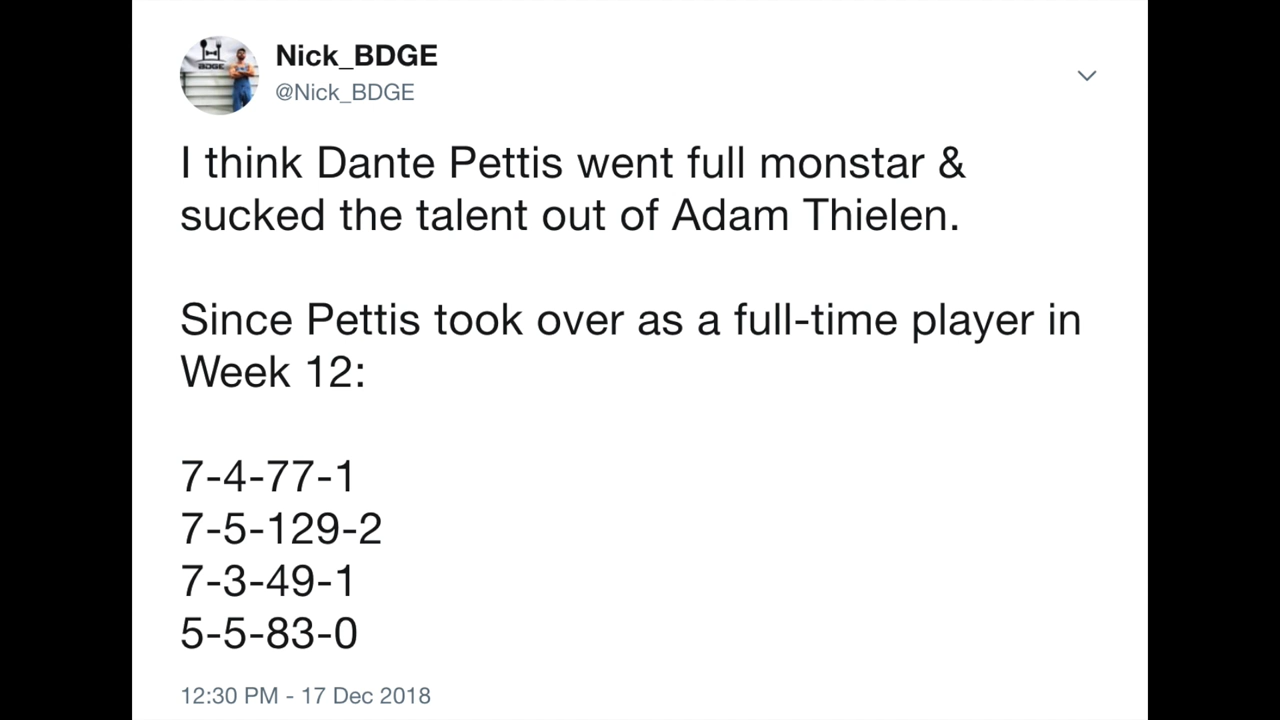 Nick_BDGE
@Nick_BDGE
I think Dante Pettis went full monstar &
sucked the talent out of Adam Thielen.
Since Pettis took over as a full-time player in
Week 12:
7-4-77-1
7-5-129-2
7-3-49-1
5-5-83-0
12:30 PM - 17 Dec 2018
BDGE